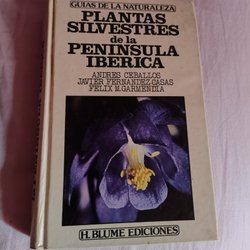 GUIAS DE LA NATURALEZA
PLANTAS
SILVESTRES
de la
PENINSULA
IBERICA
ANDRES CEBALLOS
JAVIER FERNANDEZ-CASAS
FELIX M. GARMENDIA
H. BLUME EDICIONES